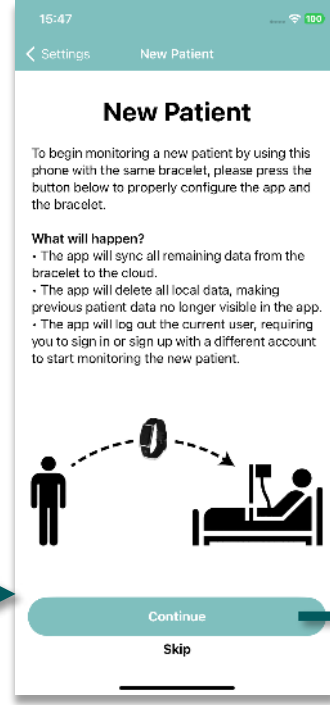 15:47
100
Settings
New Patient
New Patient
To begin monitoring a new patient by using this
phone with the same bracelet, please press the
button below to properly configure the app and
the bracelet.
What will happen?
• The app will sync all remaining data from the
bracelet to the cloud.
• The app will delete all local data, making
previous patient data no longer visible in the app.
• The app will log out the current user, requiring
you to sign in or sign up with a different account
to start monitoring the new patient.
Continue
Skip